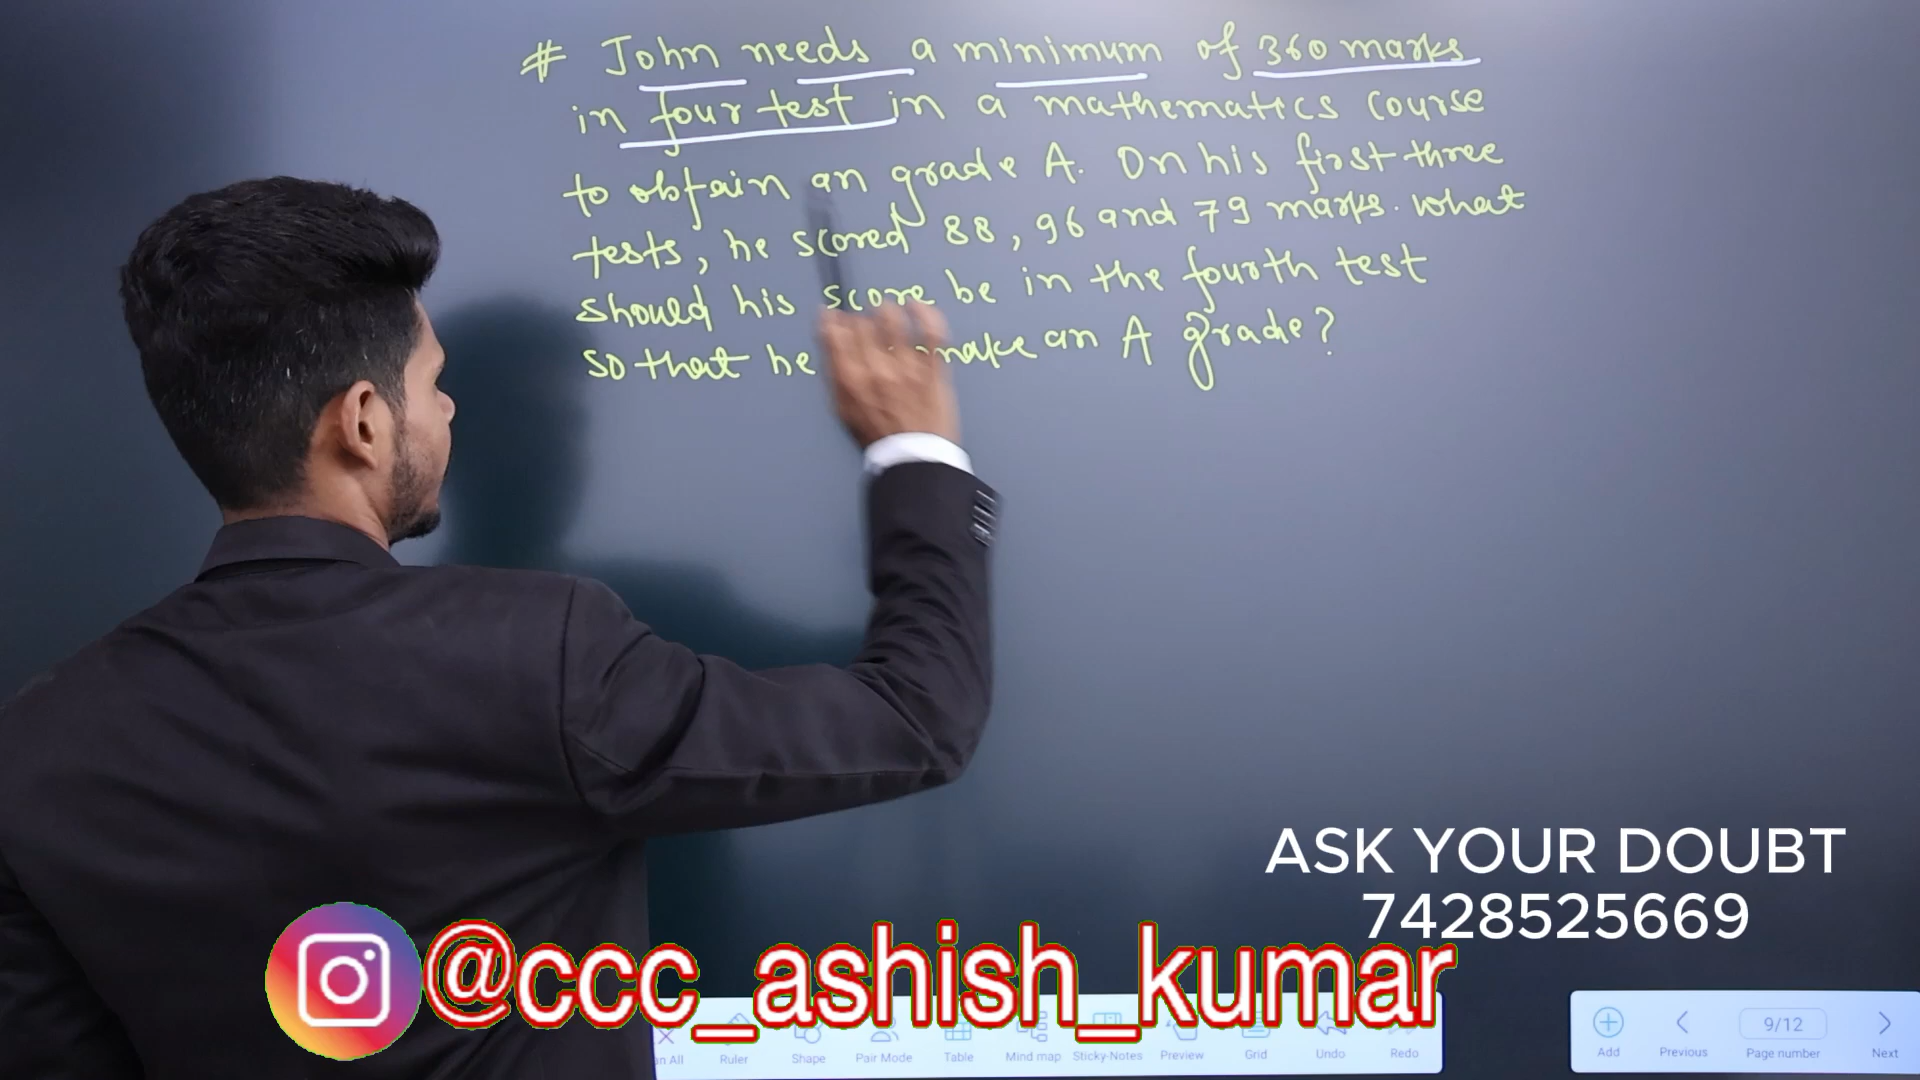 # John needs a minimum of 360 marks
in four test in a mathematics course
to obtain an grade A. On his first three
tests, he scored 88, 96 and 79 marks. what
should his score be in the fourth test
so that he make an A grade?
ASK YOUR DOUBT
7428525669
@ccc_ashish_kumar
an All Ruler Shape Pair Mode Table Mind map Sticky-Notes Preview Grid Undo Redo
9/12
Add Previous Page number Next